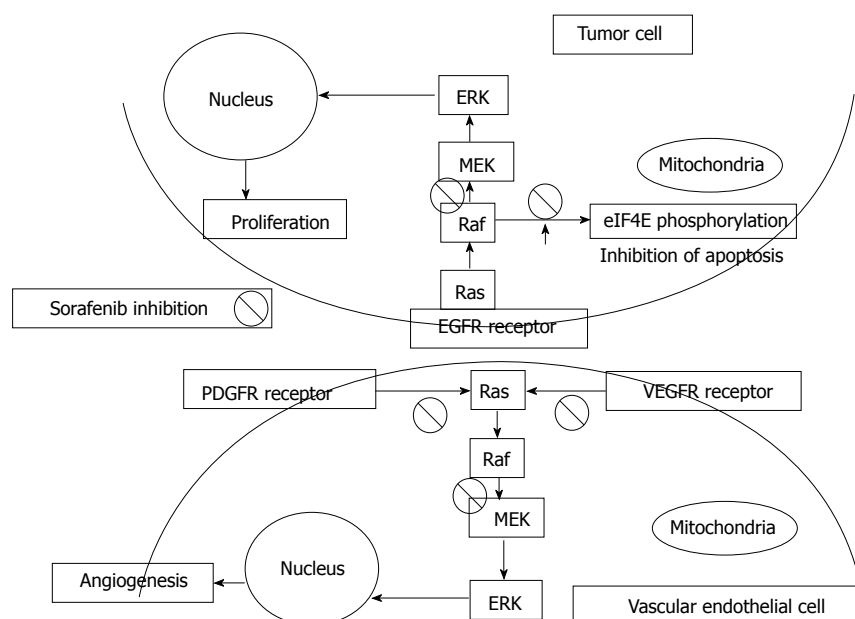 Tumor cell
Nucleus
ERK
MEK
Mitochondria
Proliferation
Raf
eIF4E phosphorylation
Inhibition of apoptosis
Ras
Sorafenib inhibition
EGFR receptor
PDGFR receptor
Ras
VEGFR receptor
Raf
MEK
Mitochondria
Nucleus
Angiogenesis
ERK
Vascular endothelial cell